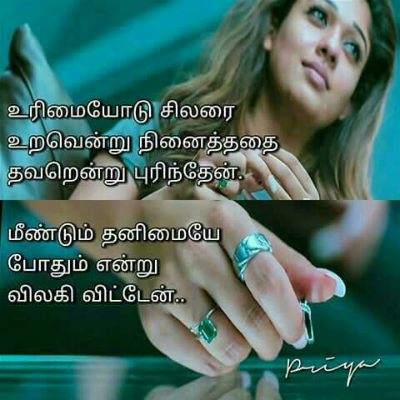 உரிமையோடு சிலரை
உறவென்று நினைத்ததை
தவறென்று புரிந்தேன்.
மீண்டும் தனிமையே
போதும் என்று
விலகி விட்டேன்..
Priya